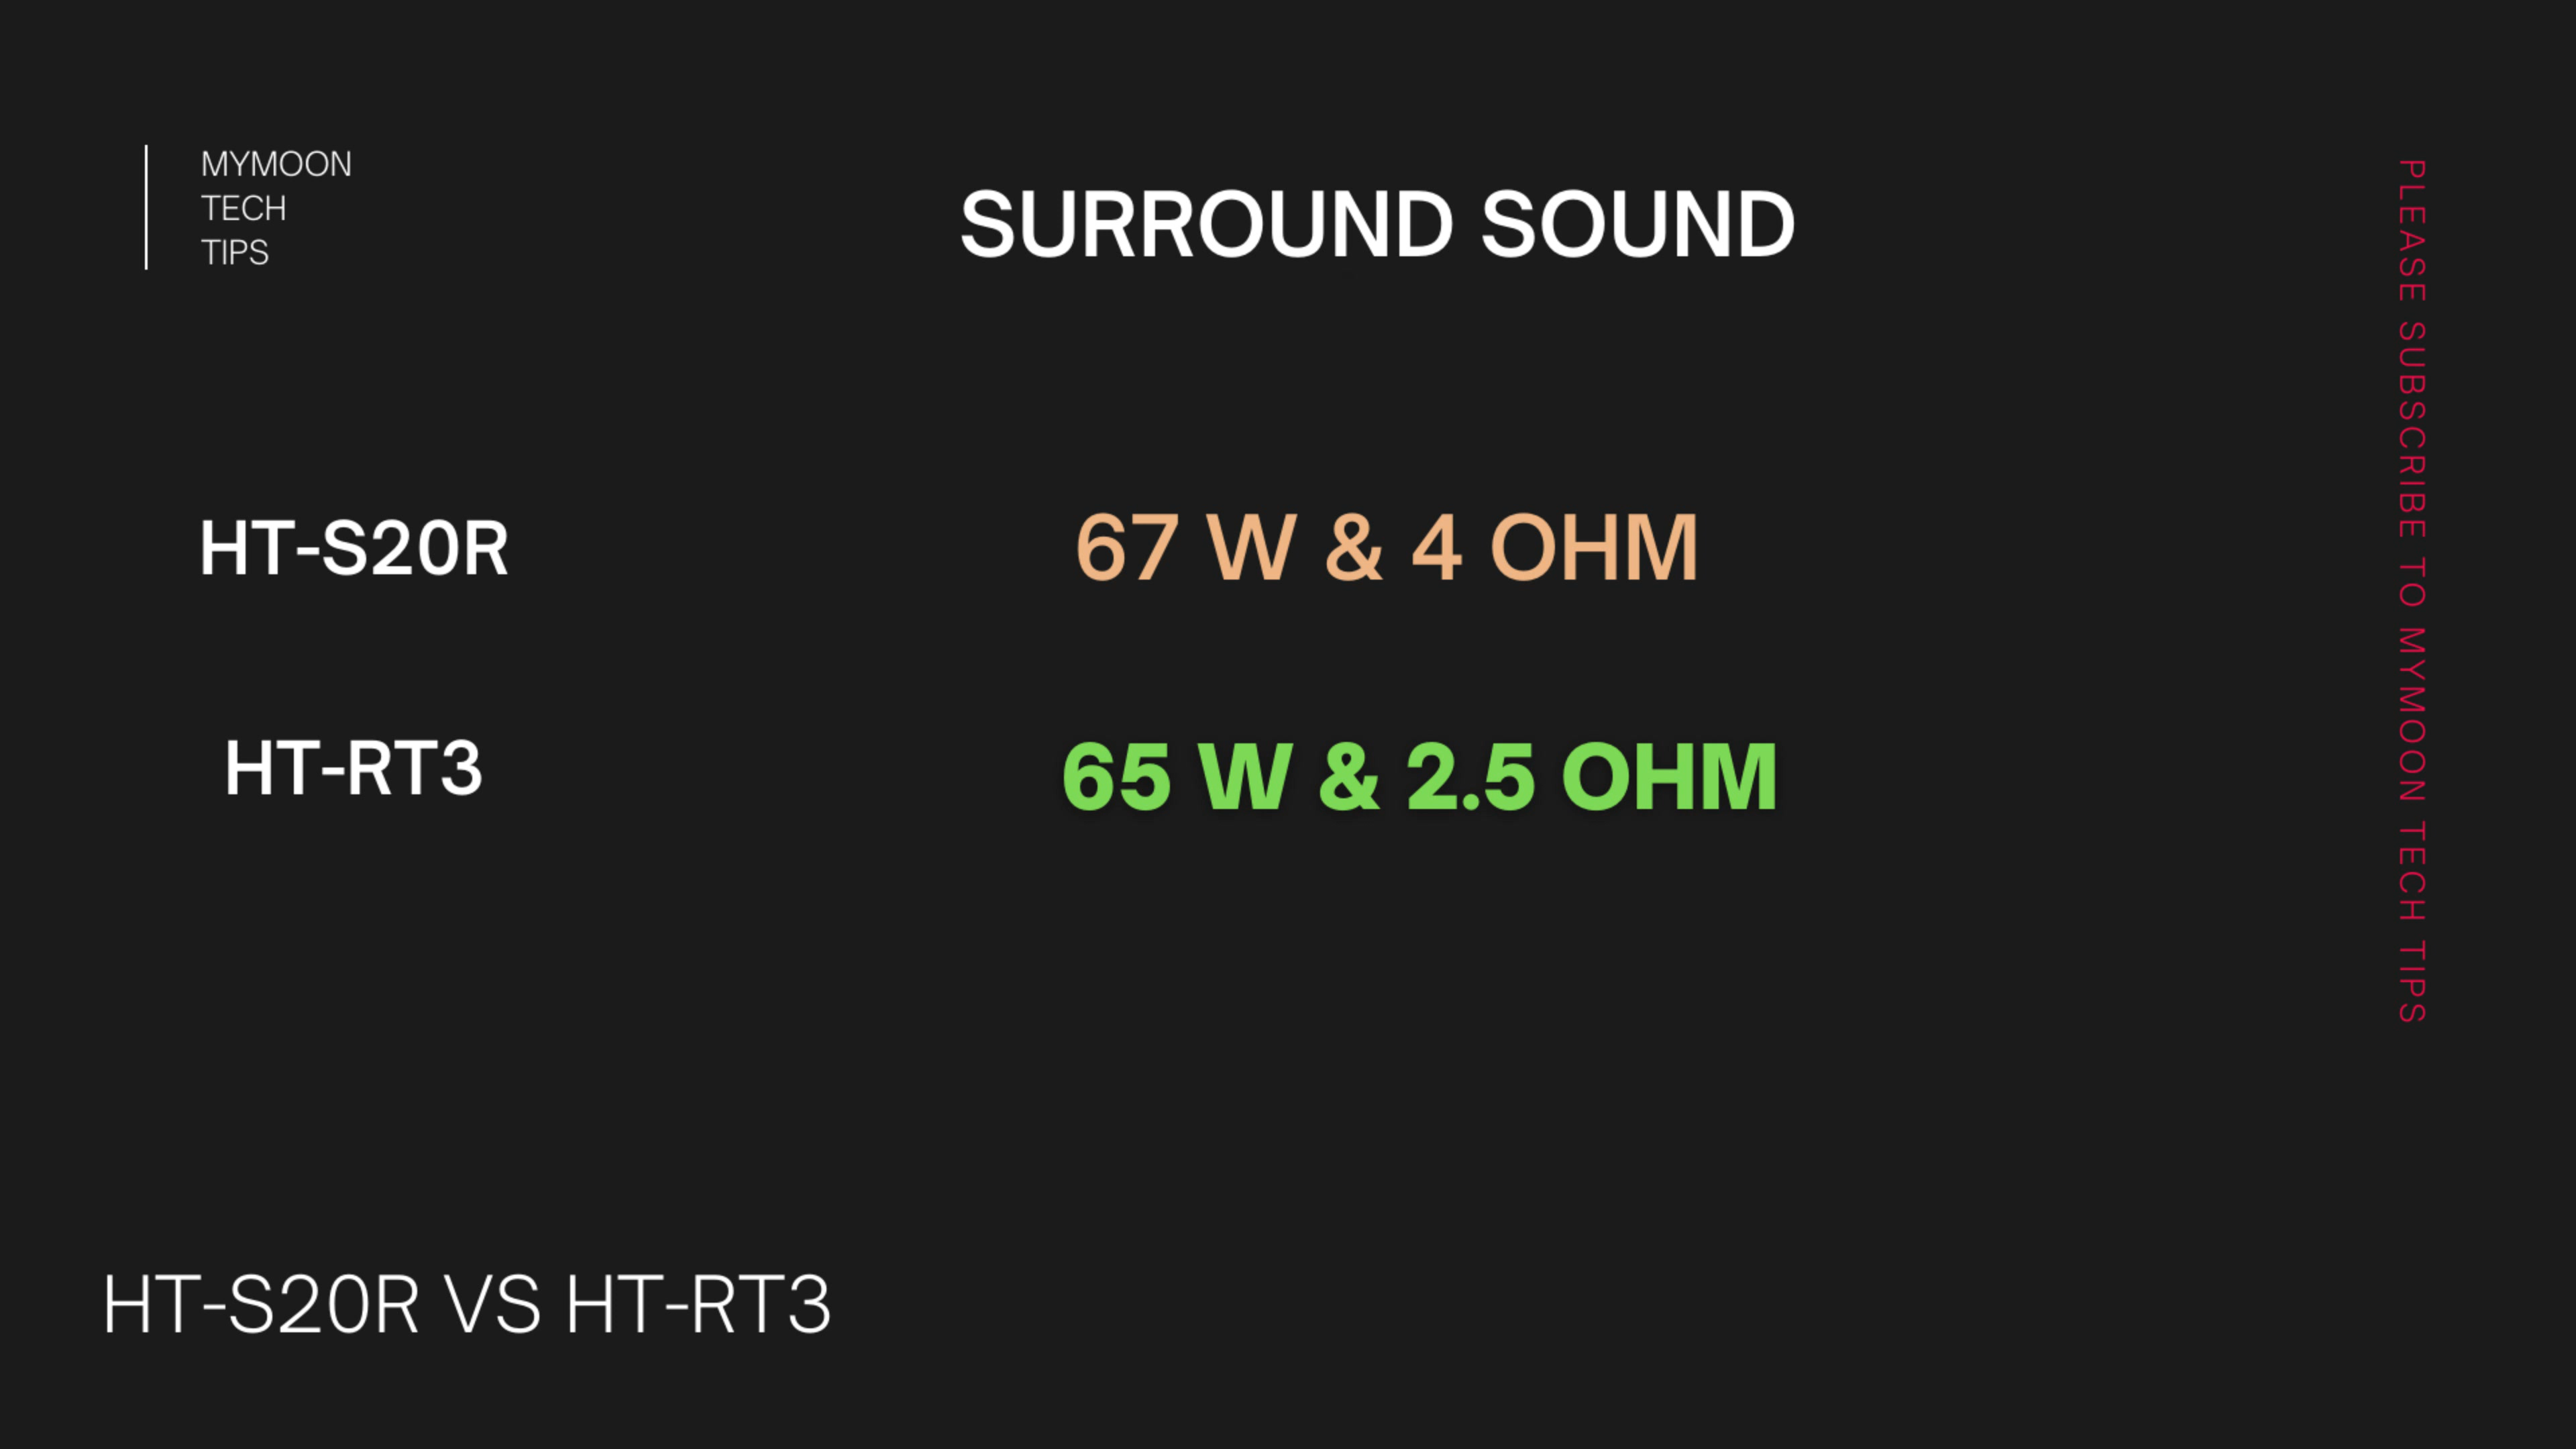 MYMOON
TECH
TIPS
SURROUND SOUND
HT-S20R
67 W & 4 OHM
HT-RT3
65 W & 2.5 OHM
HT-S20R VS HT-RT3
PLEASE SUBSCRIBE TO MYMOON TECH TIPS